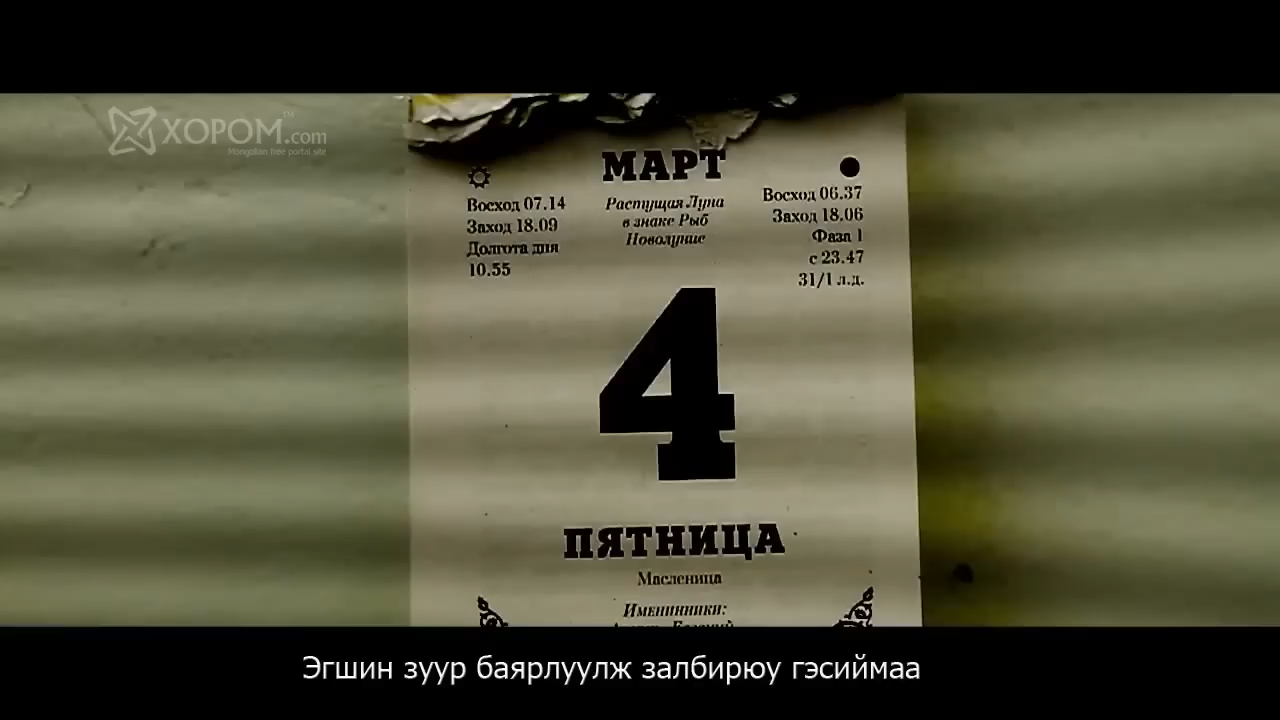 ХОРОМ.com
Mongolian free portal site
МАРТ
Восход 07.14
Заход 18.09
Долгота дня
10.55
Растущая Луна
в знаке Рыб
Новолуние
Восход 06.37
Заход 18.06
Фаза 1
с 23.47
31/1 л.д.
4
ПЯТНИЦА
Масленица
Именинники:
Эгшин зуур баярлуулж залбирюу гэсиймаа